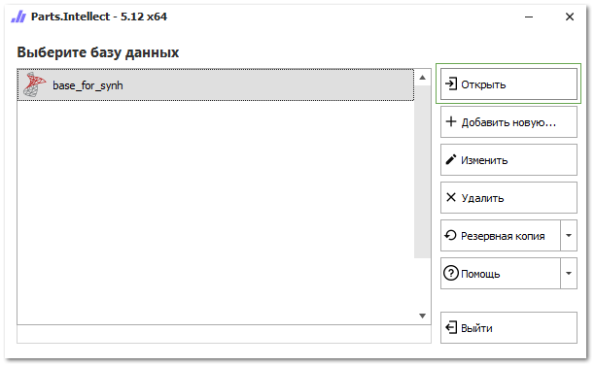 Parts.Intellect - 5.12 x64
Выберите базу данных
base_for_synh
Открыть
Добавить новую...
Изменить
Удалить
Резервная копия
Помощь
Выйти